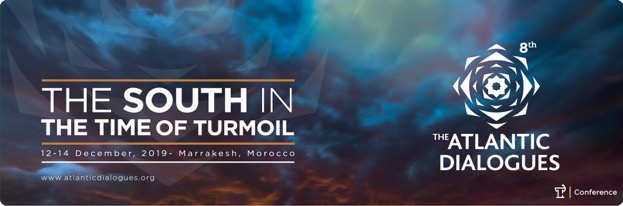 THE SOUTH IN
THE TIME OF TURMOIL
12-14 December, 2019- Marrakesh, Morocco
www.atlanticdialogues.org
8th
THE ATLANTIC
DIALOGUES
Conference